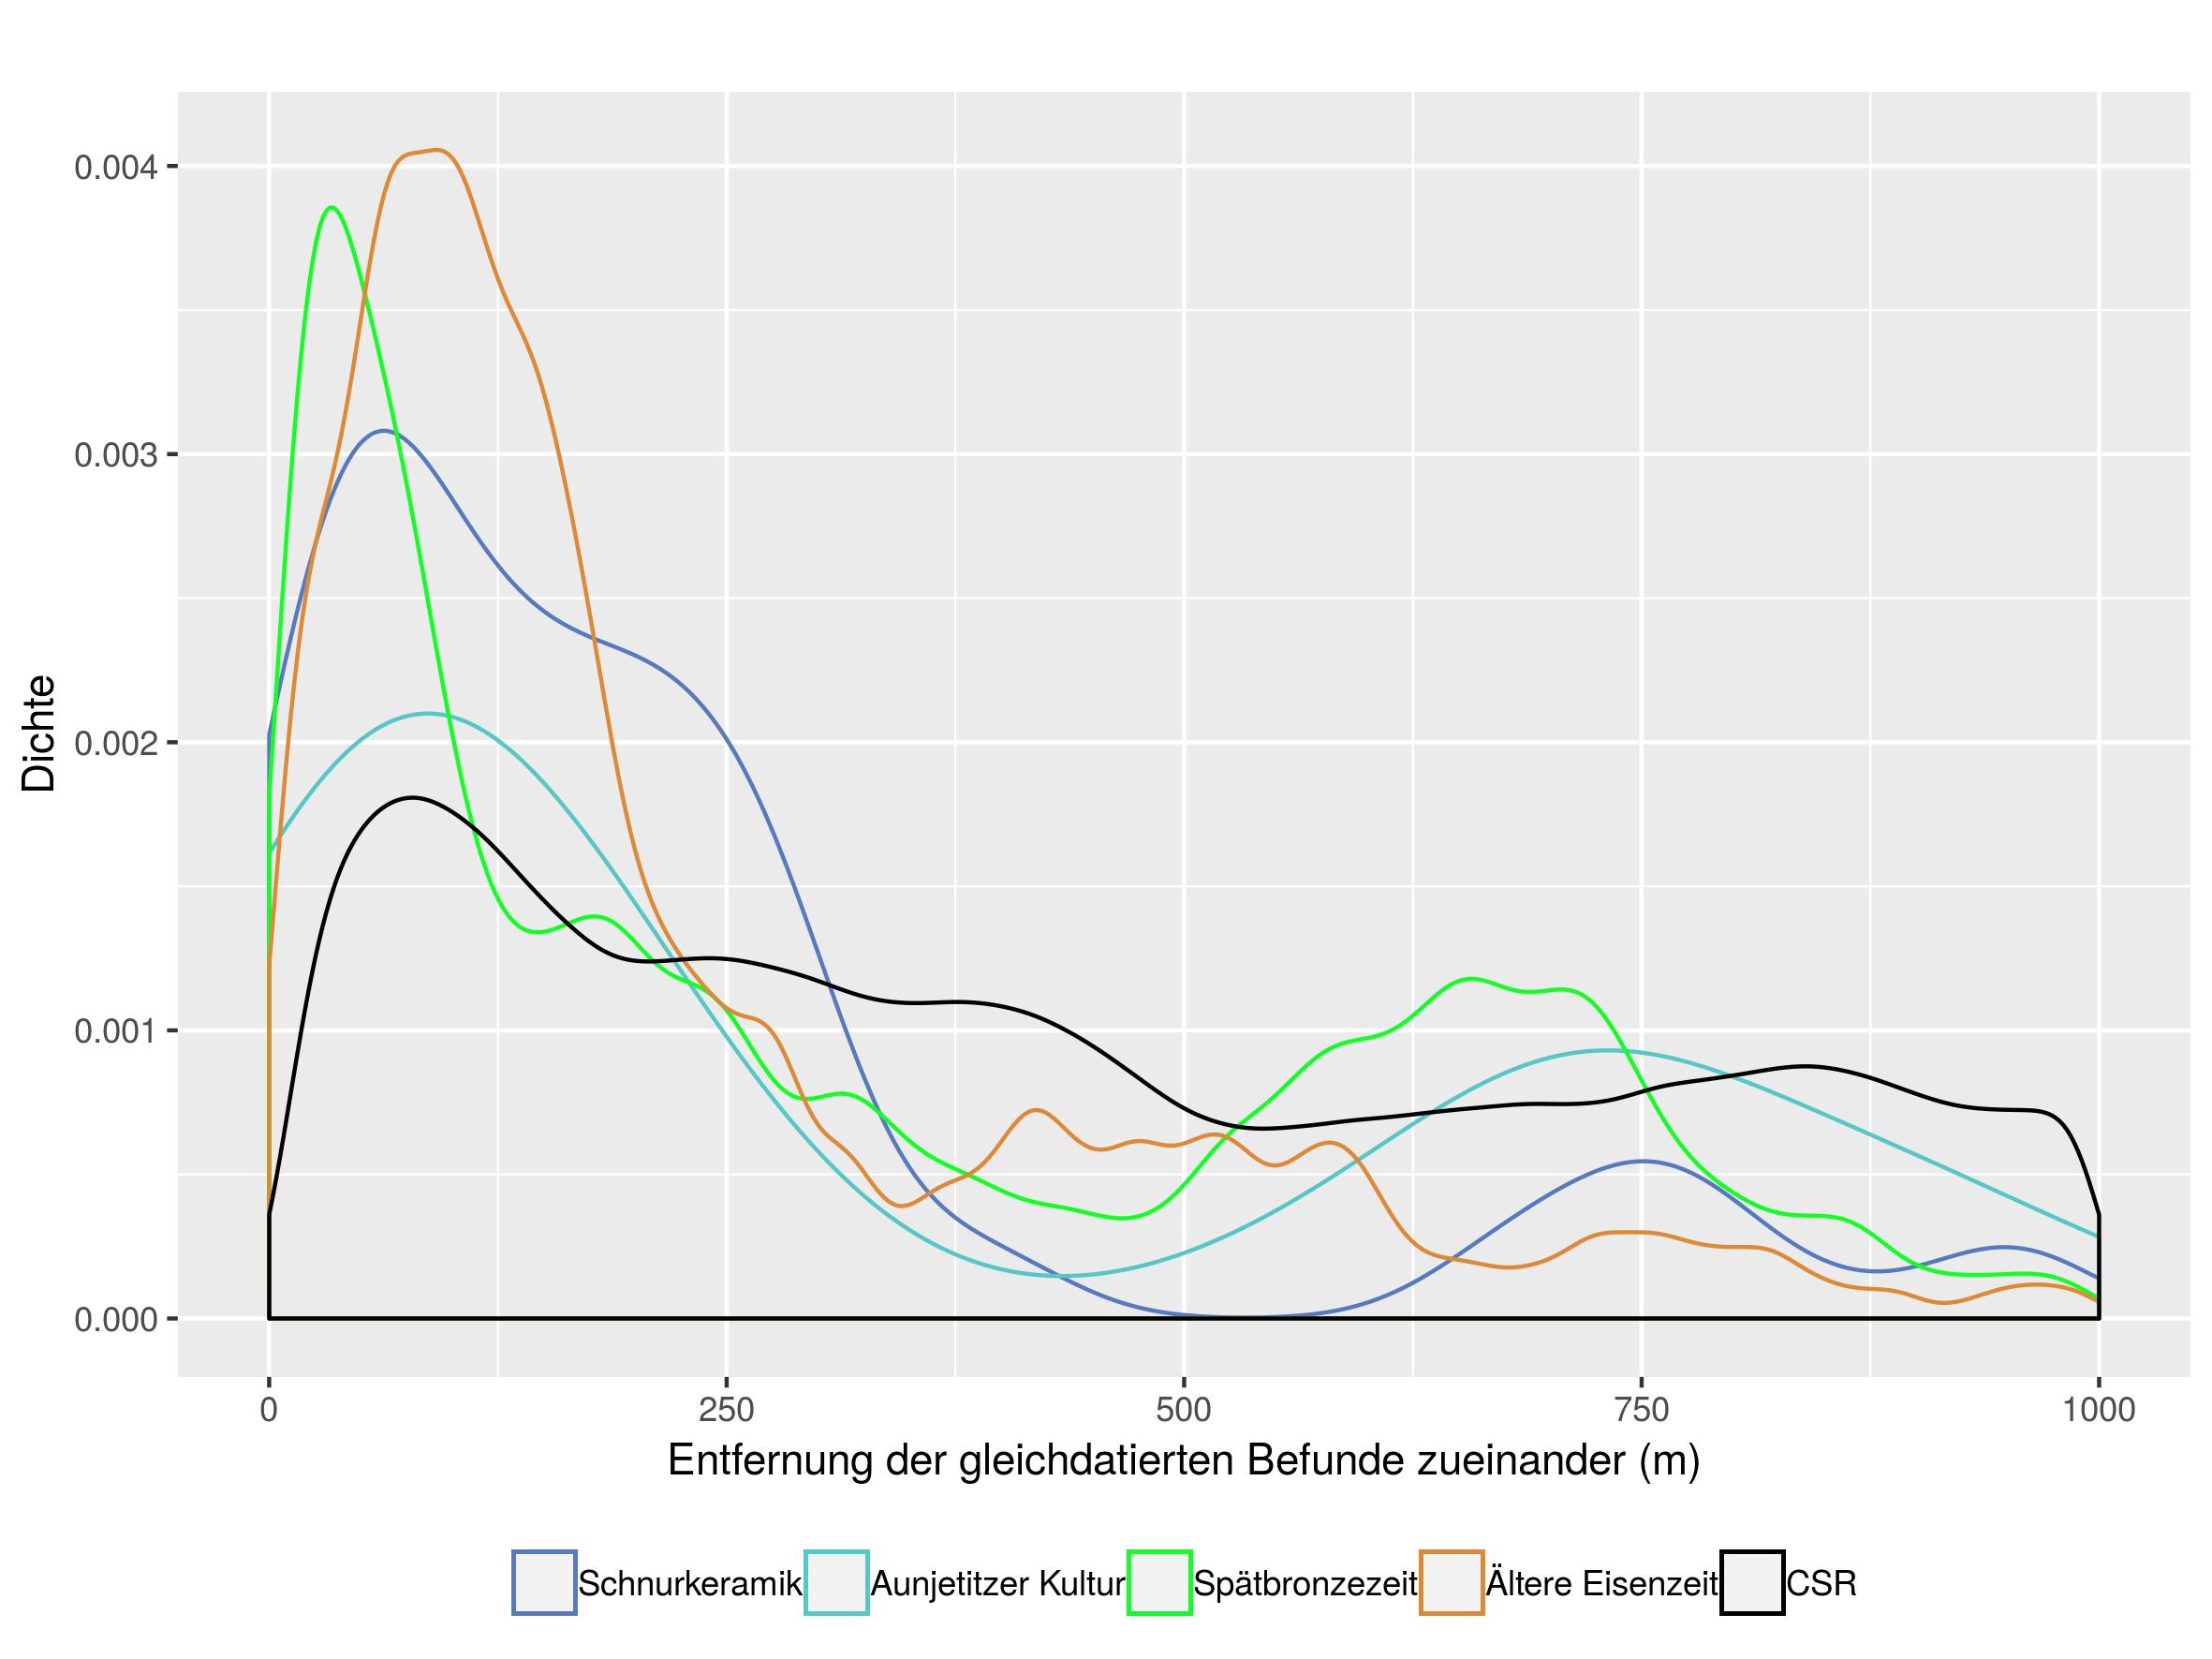 0.004
0.003
0.002
0.001
0.000
Dichte
0 250 500 750 1000
Entfernung der gleichdatierten Befunde zueinander (m)
Schnurkeramik Aunjetitzer Kultur Spätbronzezeit Ältere Eisenzeit CSR